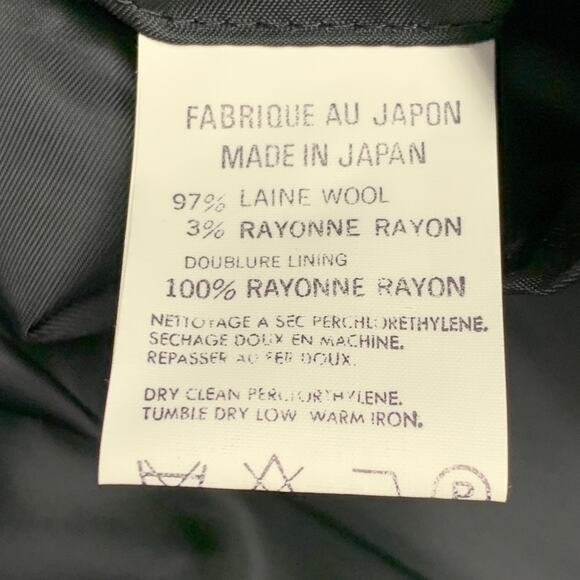 FABRIQUE AU JAPON
MADE IN JAPAN
97% LAINE WOOL
3% RAYONNE RAYON
DOUBLURE LINING
100% RAYONNE RAYON
NETTOYAGE A SEC PERCHLORETHYLENE.
SECHAGE DOUX EN MACHINE.
REPASSER AU FER DOUX.
DRY CLEAN
TUMBLE DRY LOW WARM IRON.
P